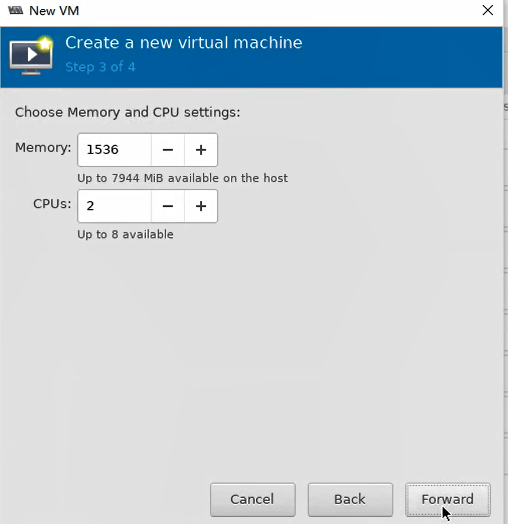 New VM
Create a new virtual machine
Step 3 of 4
Choose Memory and CPU settings:
Memory: 1536 − +
Up to 7944 MiB available on the host
CPUs: 2 − +
Up to 8 available
Cancel Back Forward